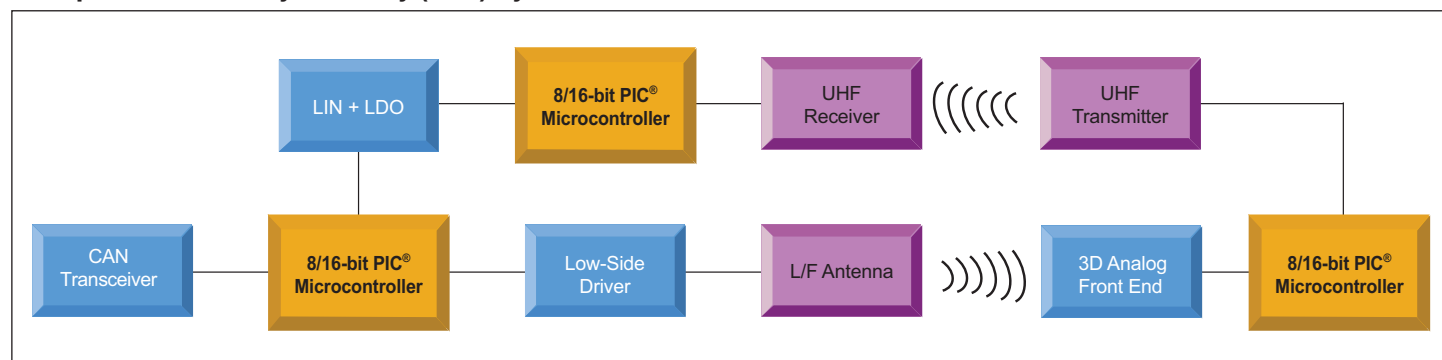 LIN + LDO
8/16-bit PIC®
Microcontroller
UHF
Receiver
UHF
Transmitter
CAN
Transceiver
8/16-bit PIC®
Microcontroller
Low-Side
Driver
L/F Antenna
3D Analog
Front End
8/16-bit PIC®
Microcontroller